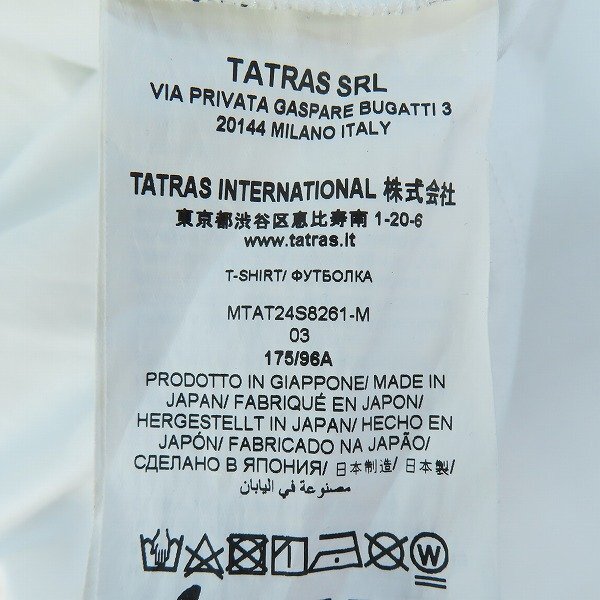 TATRAS SRL
VIA PRIVATA GASPARE BUGATTI 3
20144 MILANO ITALY
TATRAS INTERNATIONAL 株式会社
東京都渋谷区恵比寿南 1-20-6
www.tatras.it
T-SHIRT/ ФУТБОЛКА
MTAT24S8261-M
03
175/96A
PRODOTTO IN GIAPPONE/ MADE IN
JAPAN/ FABRIQUÉ EN JAPON/
HERGESTELLT IN JAPAN/ HECHO EN
JAPÓN/ FABRICADO NA JAPÃO/
СДЕЛАНО В ЯПОНИЯ/ 日本制造/ 日本製/
مصنوعة في اليابان
W